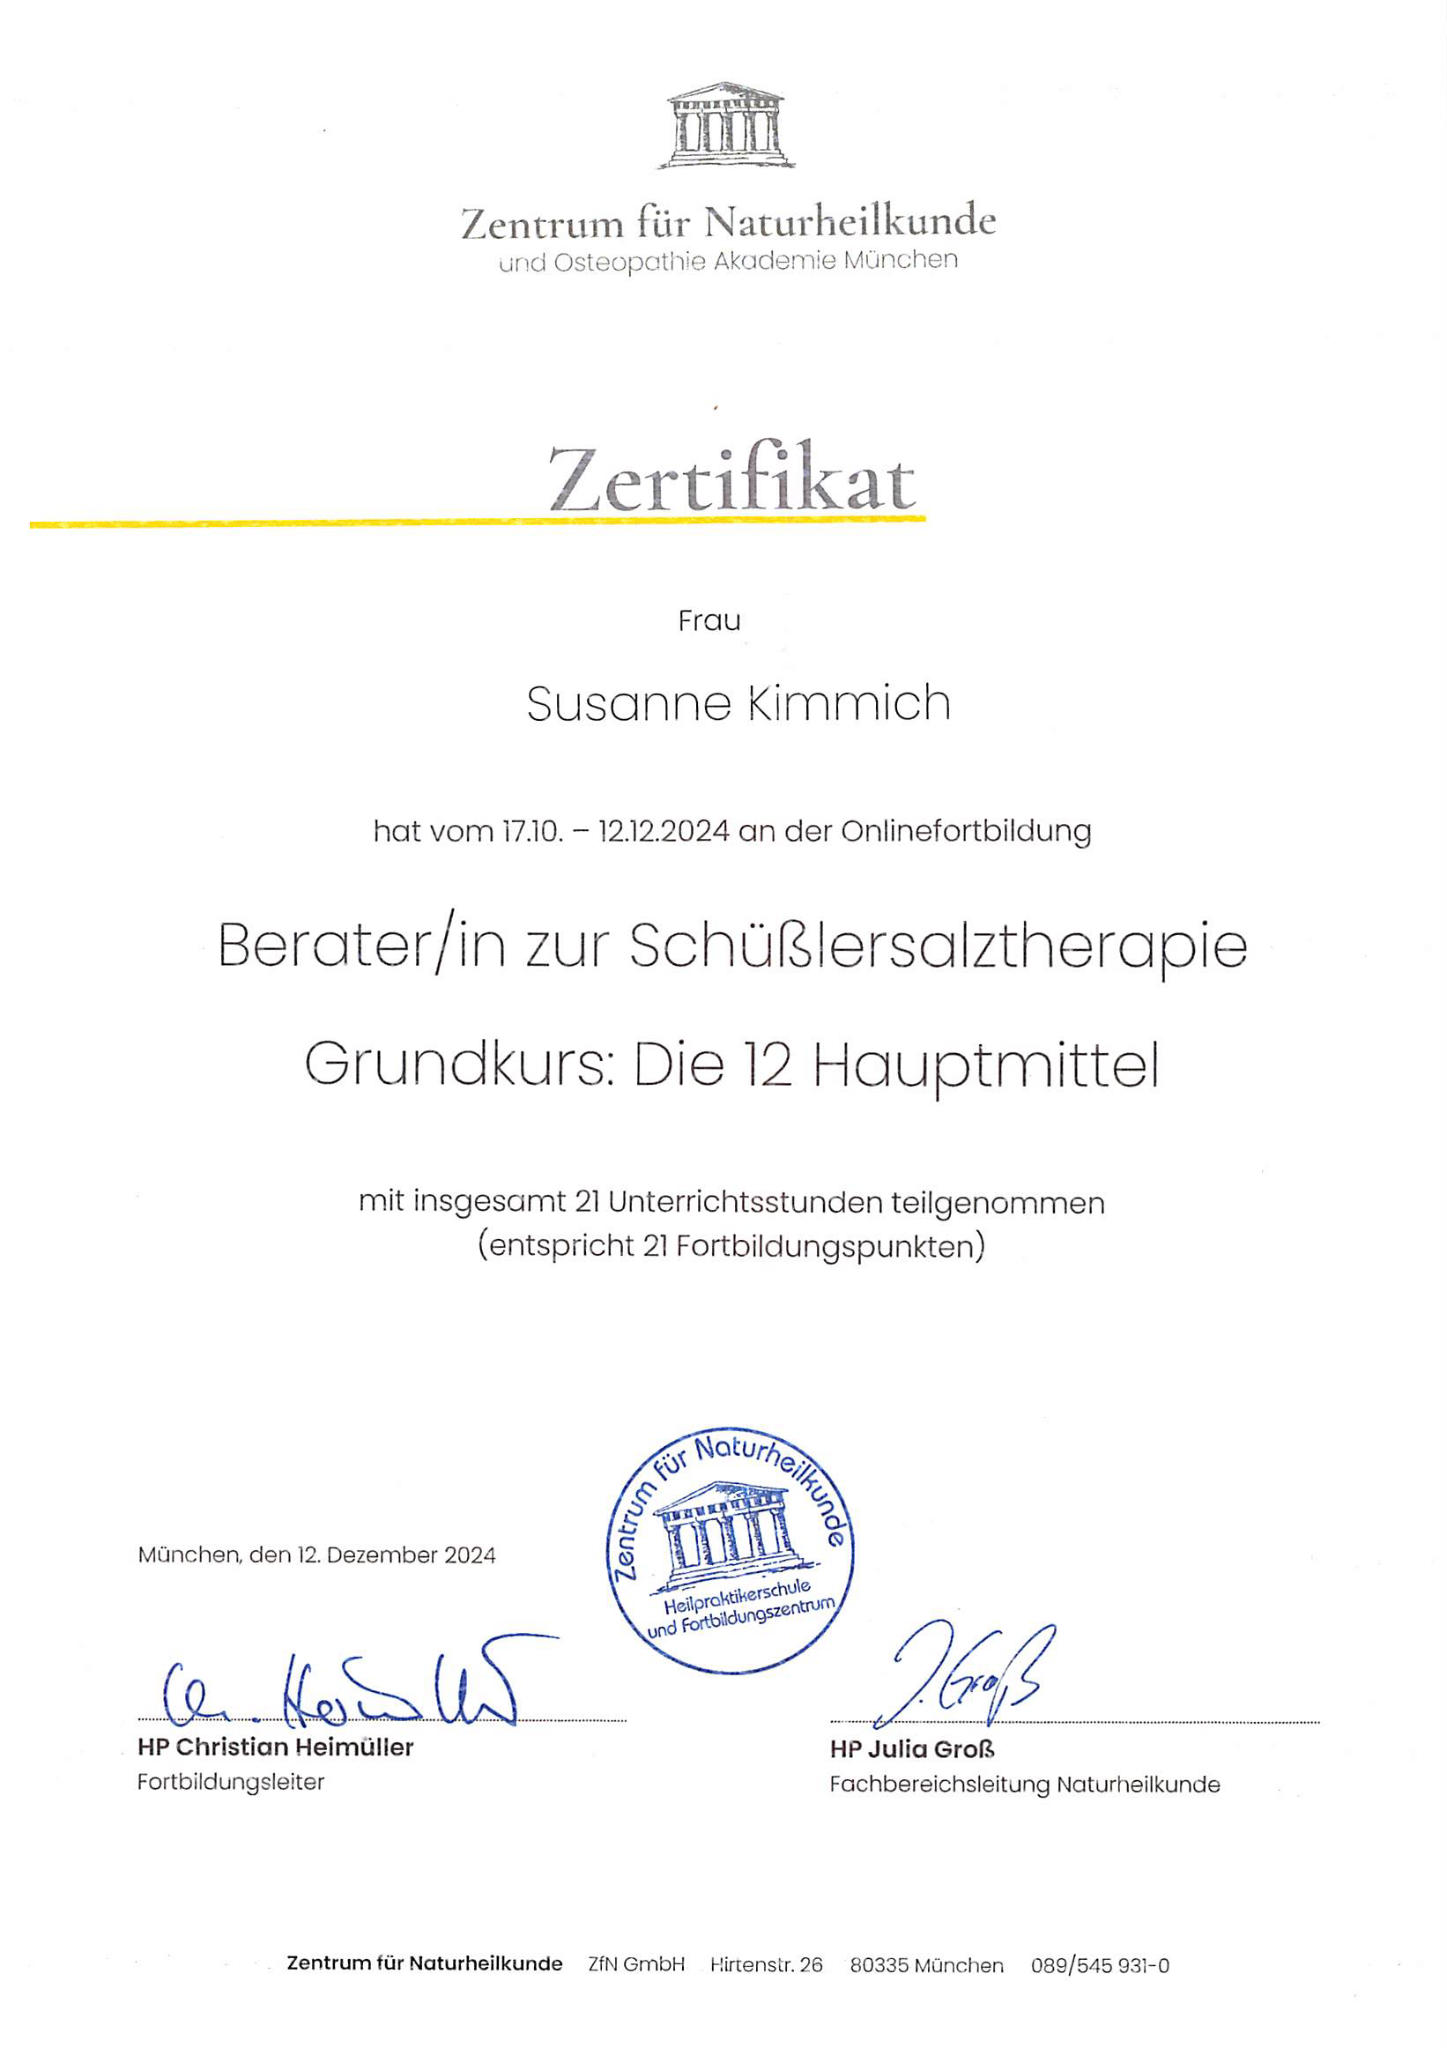 Zentrum für Naturheilkunde
und Osteopathie Akademie München
Zertifikat
Frau
Susanne Kimmich
hat vom 17.10. – 12.12.2024 an der Onlinefortbildung
Berater/in zur Schüßlersalztherapie
Grundkurs: Die 12 Hauptmittel
mit insgesamt 21 Unterrichtsstunden teilgenommen
(entspricht 21 Fortbildungspunkten)
Zentrum für Naturheilkunde
Heilpraktikerschule
und Fortbildungszentrum
München, den 12. Dezember 2024
J. Groß
HP Christian Heimüller
Fortbildungsleiter
HP Julia Groß
Fachbereichsleitung Naturheilkunde
Zentrum für Naturheilkunde ZfN GmbH Hirtenstr. 26 80335 München 089/545 931-0